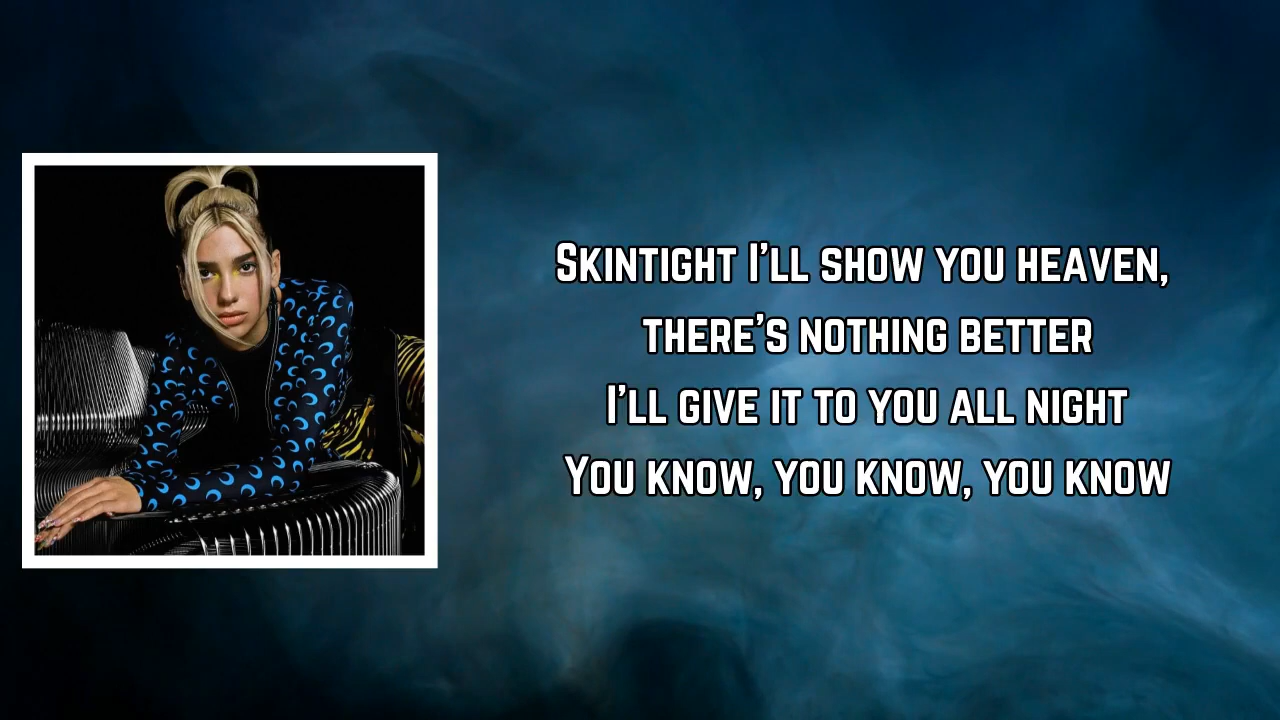 Skintight I'll show you heaven,
there's nothing better
I'll give it to you all night
You know, you know, you know